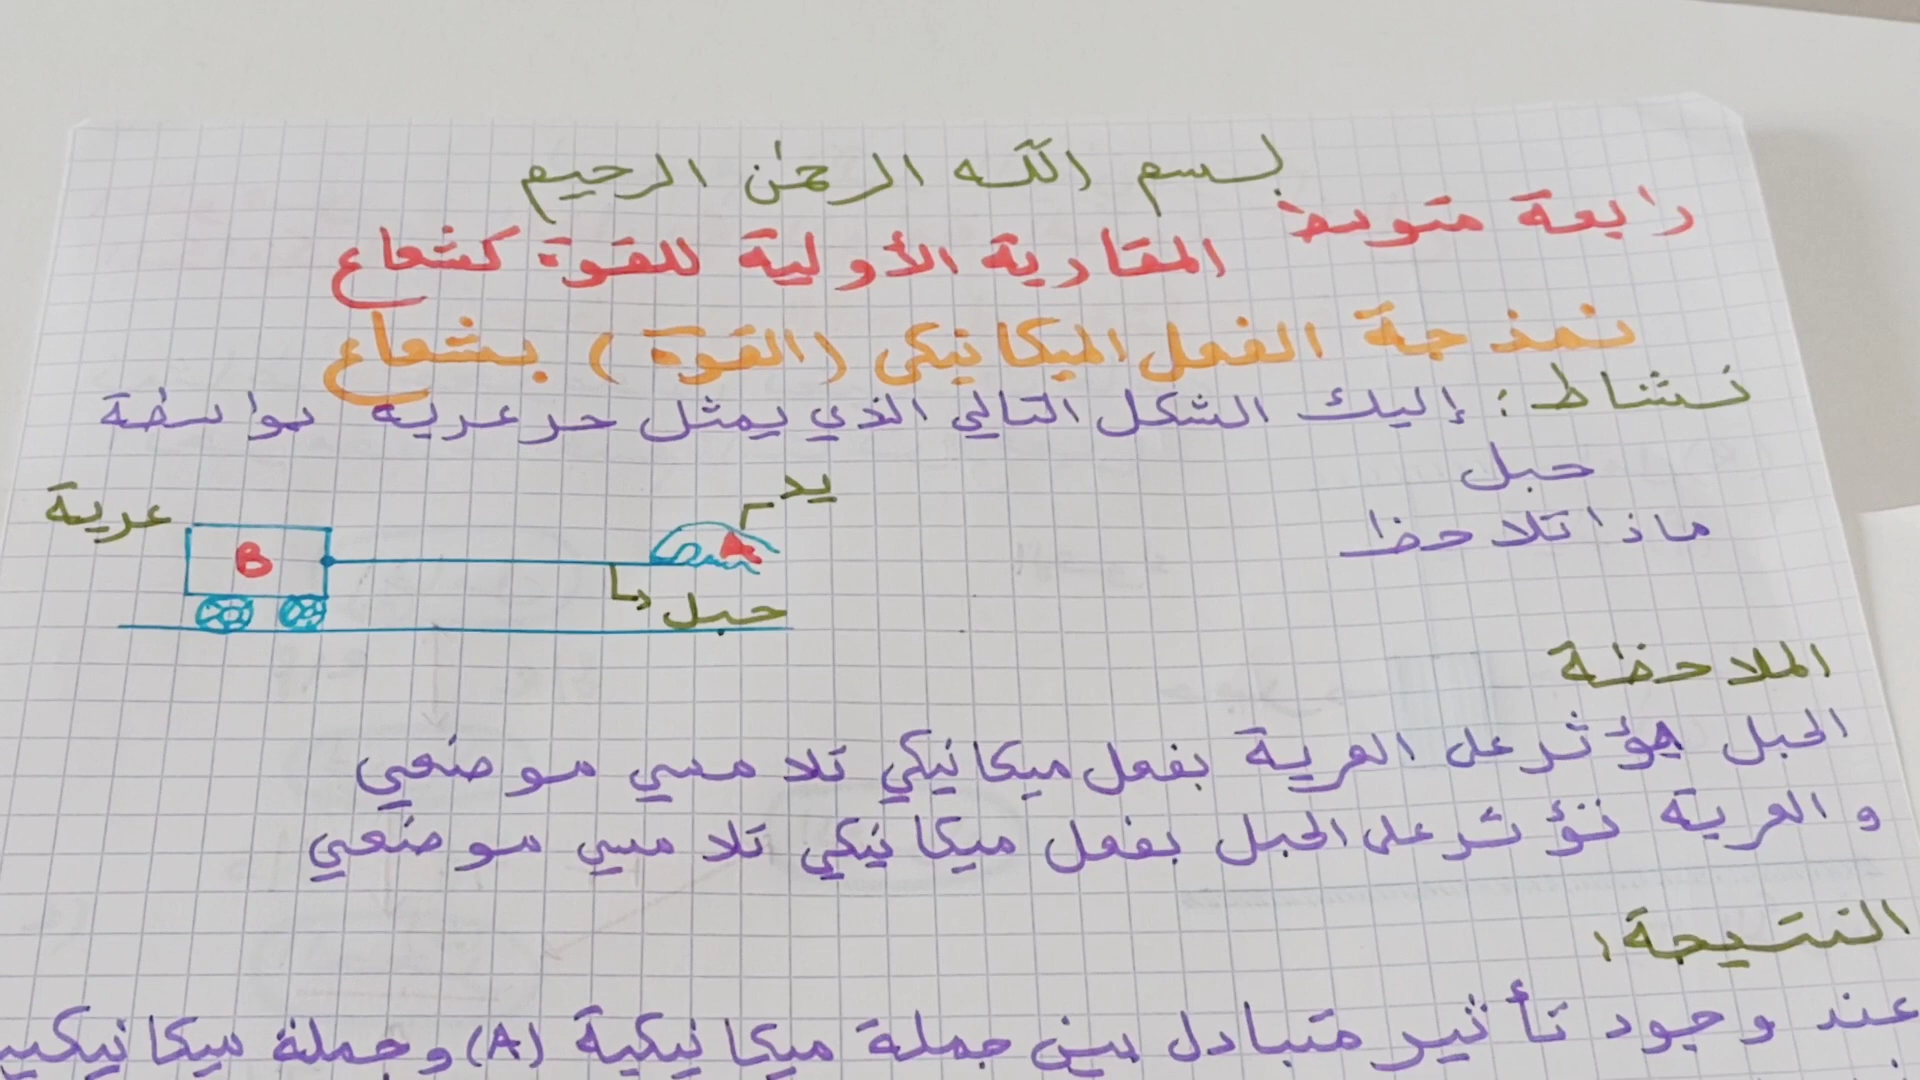 بسم الله الرحمٰن الرحيم
رابعة متوسط
المقاربة الأولية للقوة كشعاع
نمذجة الفعل الميكانيكي (القوة) بشعاع
نشاط: إليك الشكل التالي الذي يمثل جر عربة بواسطة
حبل
ماذا تلاحظ
يد
عربة
B
A
حبل
الملاحظة
الحبل يؤثر على العربة بفعل ميكانيكي تلامسي موضعي
و العربة تؤثر على الحبل بفعل ميكانيكي تلامسي موضعي
النتيجة:
عند وجود تأثير متبادل بين جملة ميكانيكية (A) وجملة